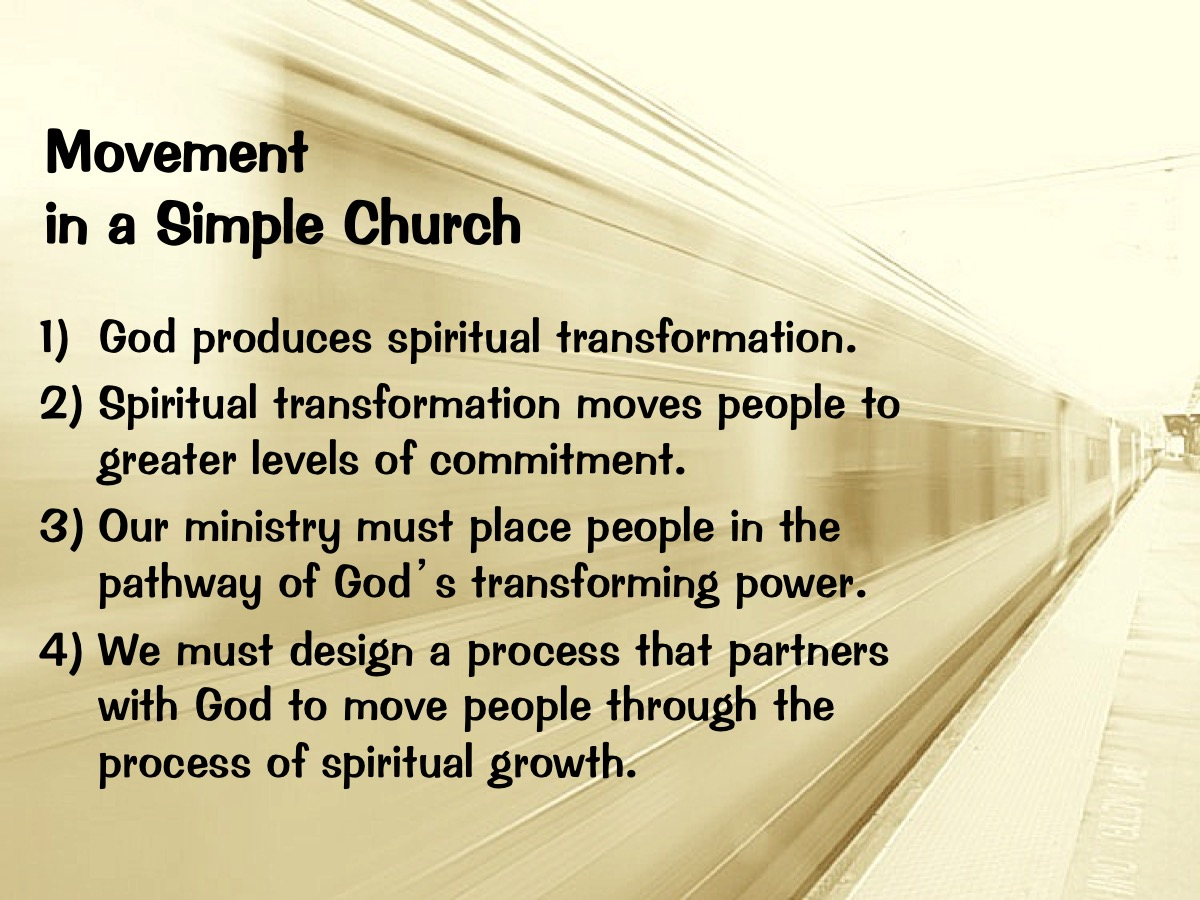 Movement
in a Simple Church
1) God produces spiritual transformation.
2) Spiritual transformation moves people to
greater levels of commitment.
3) Our ministry must place people in the
pathway of God's transforming power.
4) We must design a process that partners
with God to move people through the
process of spiritual growth.